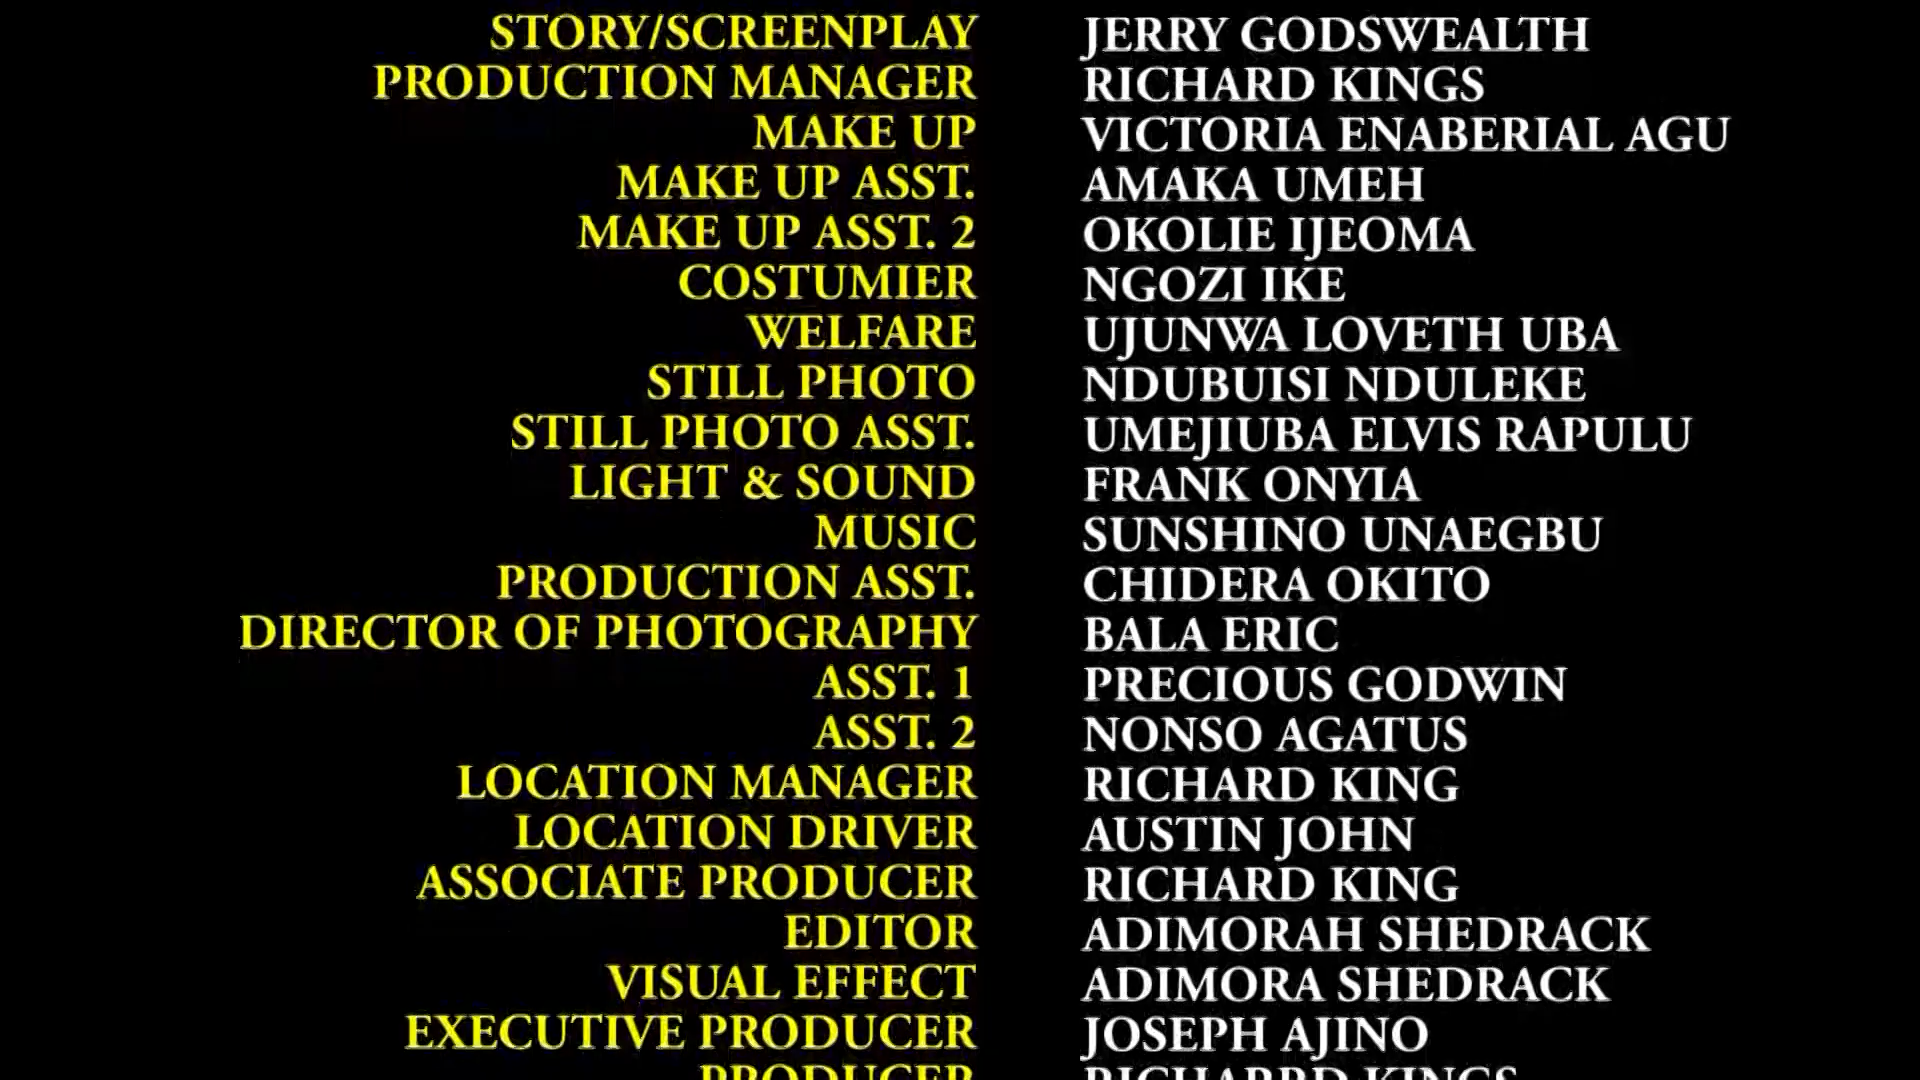 STORY/SCREENPLAY JERRY GODSWEALTH
PRODUCTION MANAGER RICHARD KINGS
MAKE UP VICTORIA ENABERIAL AGU
MAKE UP ASST. AMAKA UMEH
MAKE UP ASST. 2 OKOLIE IJEOMA
COSTUMIER NGOZI IKE
WELFARE UJUNWA LOVETH UBA
STILL PHOTO NDUBUISI NDULEKE
STILL PHOTO ASST. UMEJIUBA ELVIS RAPULU
LIGHT & SOUND FRANK ONYIA
MUSIC SUNSHINO UNAEGBU
PRODUCTION ASST. CHIDERA OKITO
DIRECTOR OF PHOTOGRAPHY BALA ERIC
ASST. 1 PRECIOUS GODWIN
ASST. 2 NONSO AGATUS
LOCATION MANAGER RICHARD KING
LOCATION DRIVER AUSTIN JOHN
ASSOCIATE PRODUCER RICHARD KING
EDITOR ADIMORAH SHEDRACK
VISUAL EFFECT ADIMORA SHEDRACK
EXECUTIVE PRODUCER JOSEPH AJINO
PRODUCER KINGS